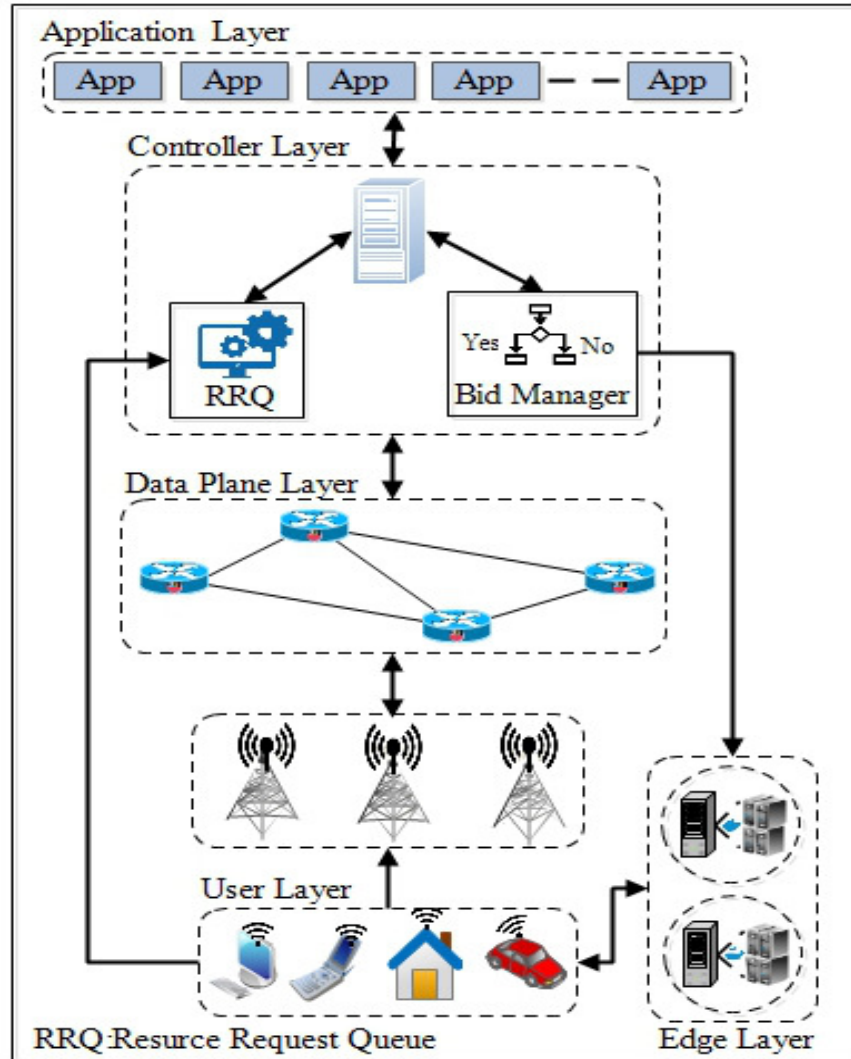 Application Layer
App App App App App
Controller Layer
RRQ
Yes No
Bid Manager
Data Plane Layer
User Layer
RRQ:Resurce Request Queue
Edge Layer